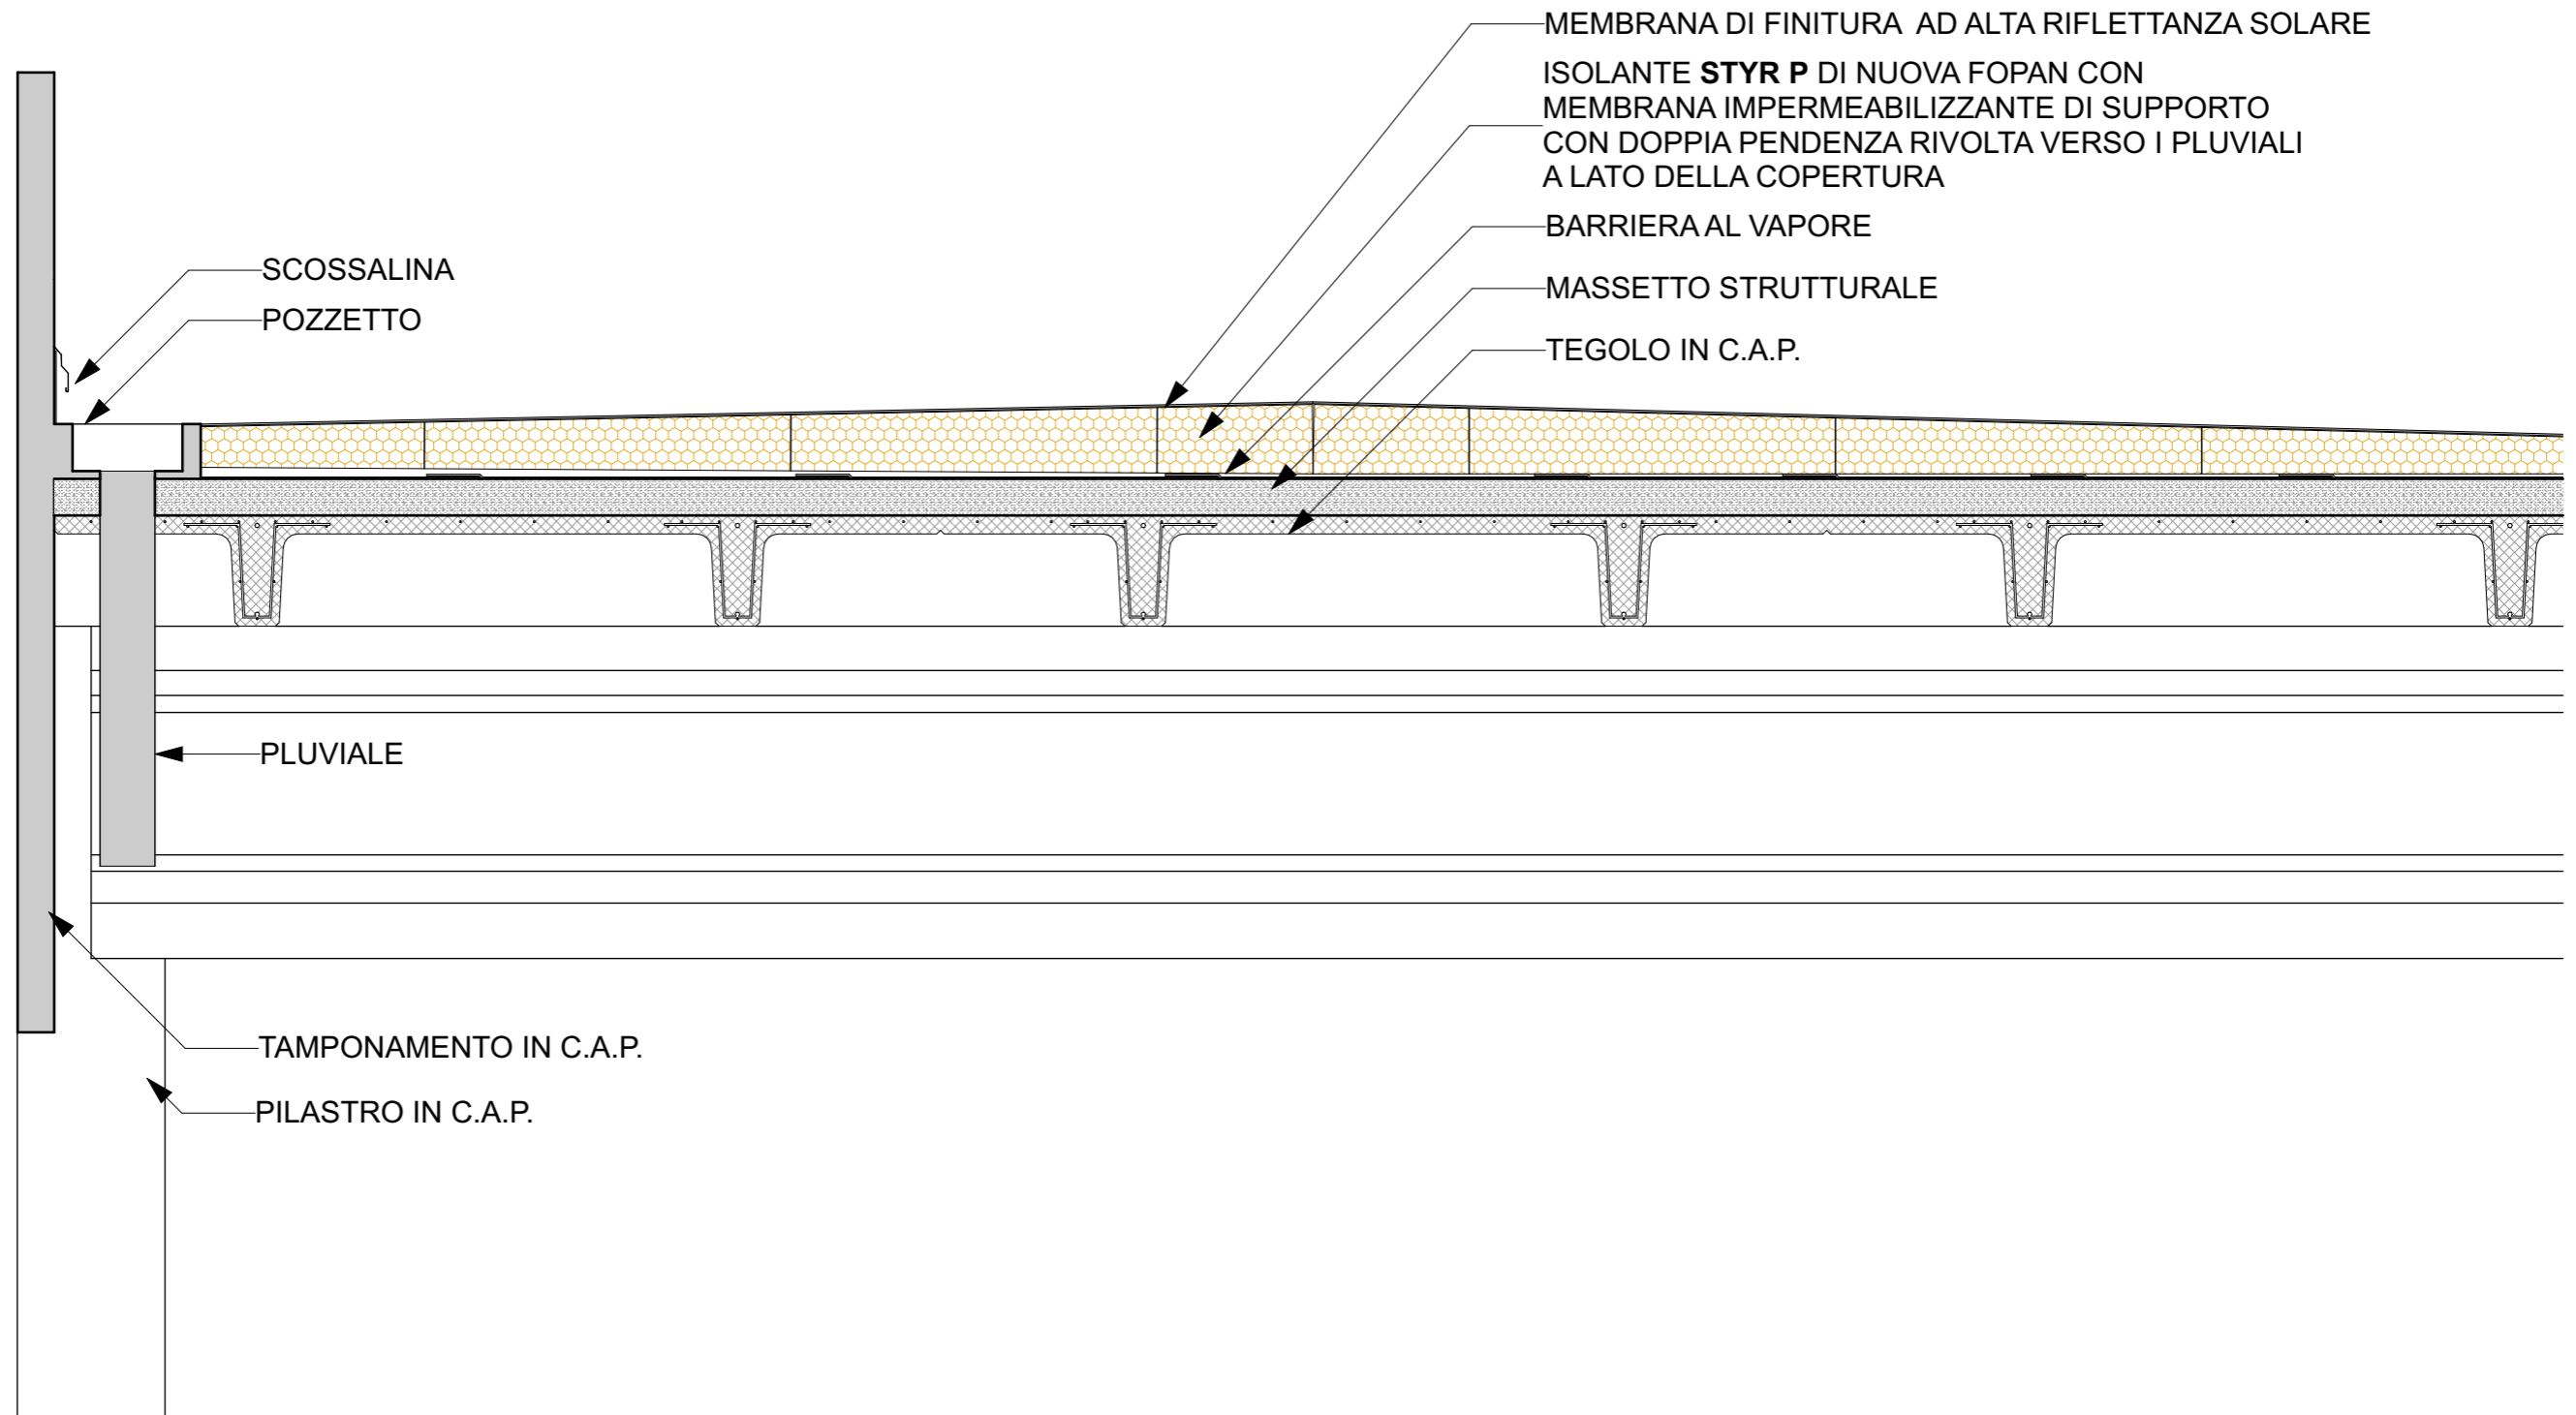 MEMBRANA DI FINITURA AD ALTA RIFLETTANZA SOLARE
ISOLANTE STYR P DI NUOVA FOPAN CON
MEMBRANA IMPERMEABILIZZANTE DI SUPPORTO
CON DOPPIA PENDENZA RIVOLTA VERSO I PLUVIALI
A LATO DELLA COPERTURA
BARRIERA AL VAPORE
MASSETTO STRUTTURALE
TEGOLO IN C.A.P.
SCOSSALINA
POZZETTO
PLUVIALE
TAMPONAMENTO IN C.A.P.
PILASTRO IN C.A.P.